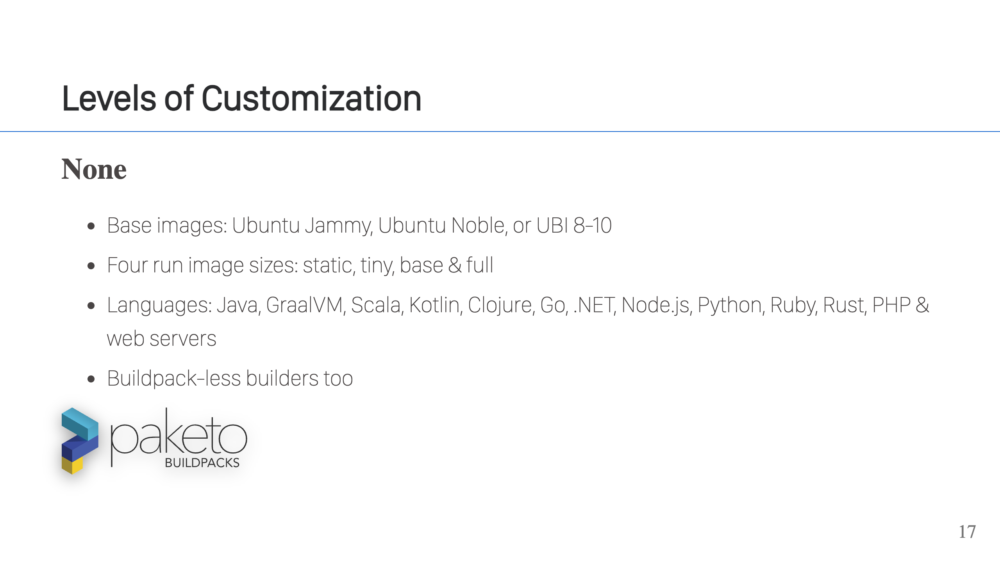 Levels of Customization
None
• Base images: Ubuntu Jammy, Ubuntu Noble, or UBI 8-10
• Four run image sizes: static, tiny, base & full
• Languages: Java, GraalVM, Scala, Kotlin, Clojure, Go, .NET, Node.js, Python, Ruby, Rust, PHP &
web servers
• Buildpack-less builders too
paketo
BUILDPACKS
17